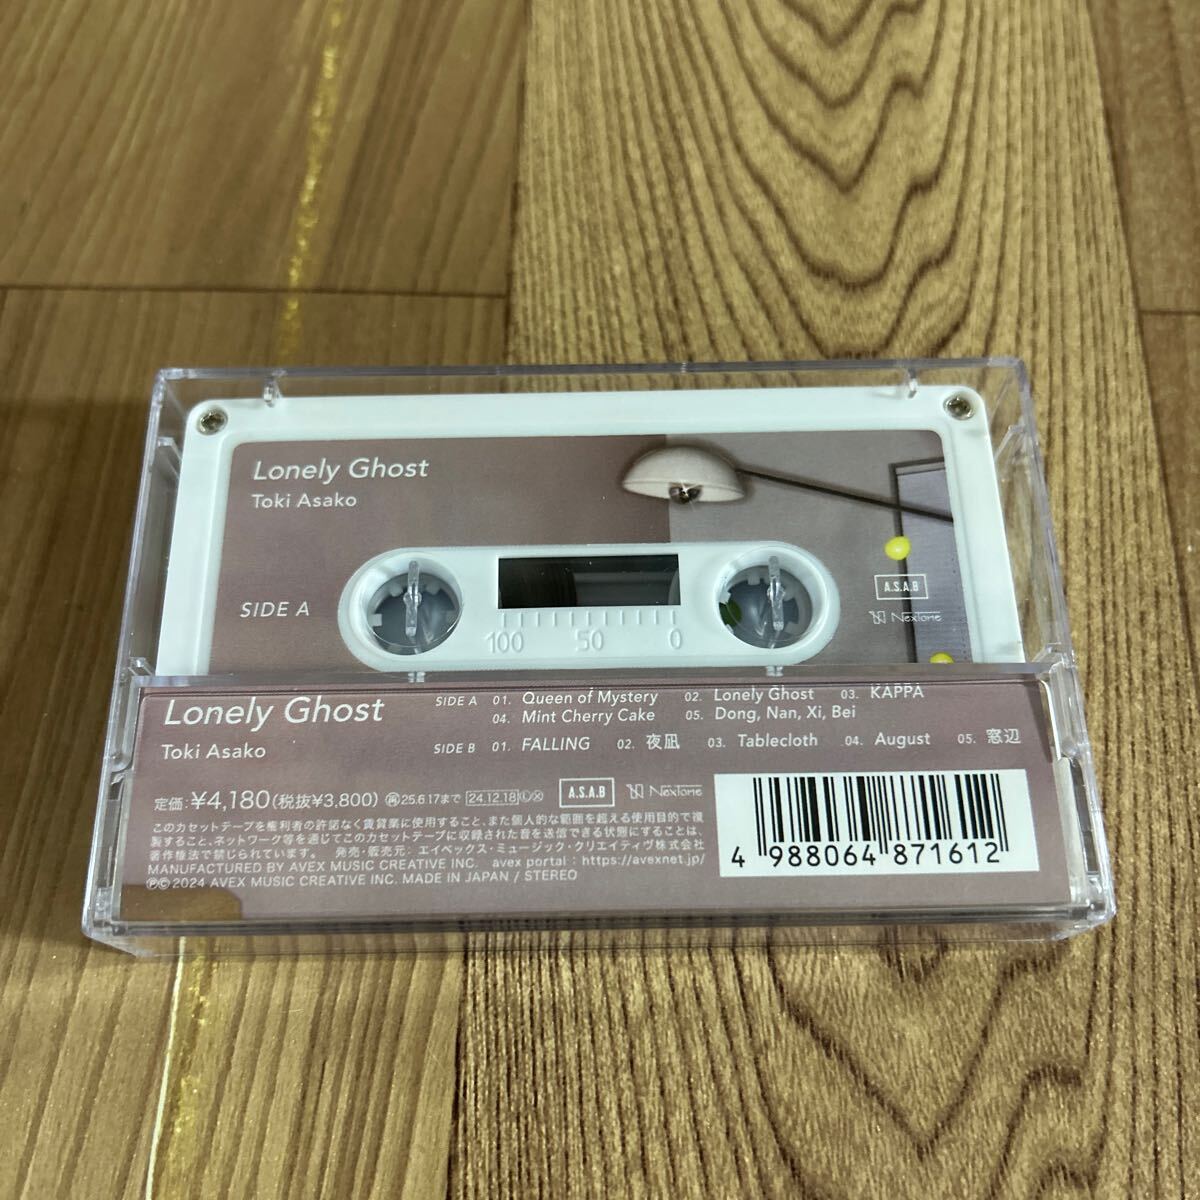 Lonely Ghost
Toki Asako
SIDE A
100 50 0
A.S.A.B
NexTone
Lonely Ghost
Toki Asako
SIDE A 01. Queen of Mystery 02. Lonely Ghost 03. KAPPA
04. Mint Cherry Cake 05. Dong, Nan, Xi, Bei
SIDE B 01. FALLING 02. 夜凪 03. Tablecloth 04. August 05. 窓辺
定価:¥4,180(税抜¥3,800) 再25.6.17まで 24.12.18 Ⓛ A.S.A.B NexTone
このカセットテープを権利者の許諾なく賃貸業に使用すること、また個人的な範囲を超える使用目的で複
製すること、ネットワーク等を通じてこのカセットテープに収録された音を送信できる状態にすることは、
著作権法で禁じられています。 発売・販売元:エイベックス・ミュージック・クリエイティヴ株式会社
MANUFACTURED BY AVEX MUSIC CREATIVE INC. avex portal : https://avexnet.jp/
℗© 2024 AVEX MUSIC CREATIVE INC. MADE IN JAPAN / STEREO
4 988064 871612